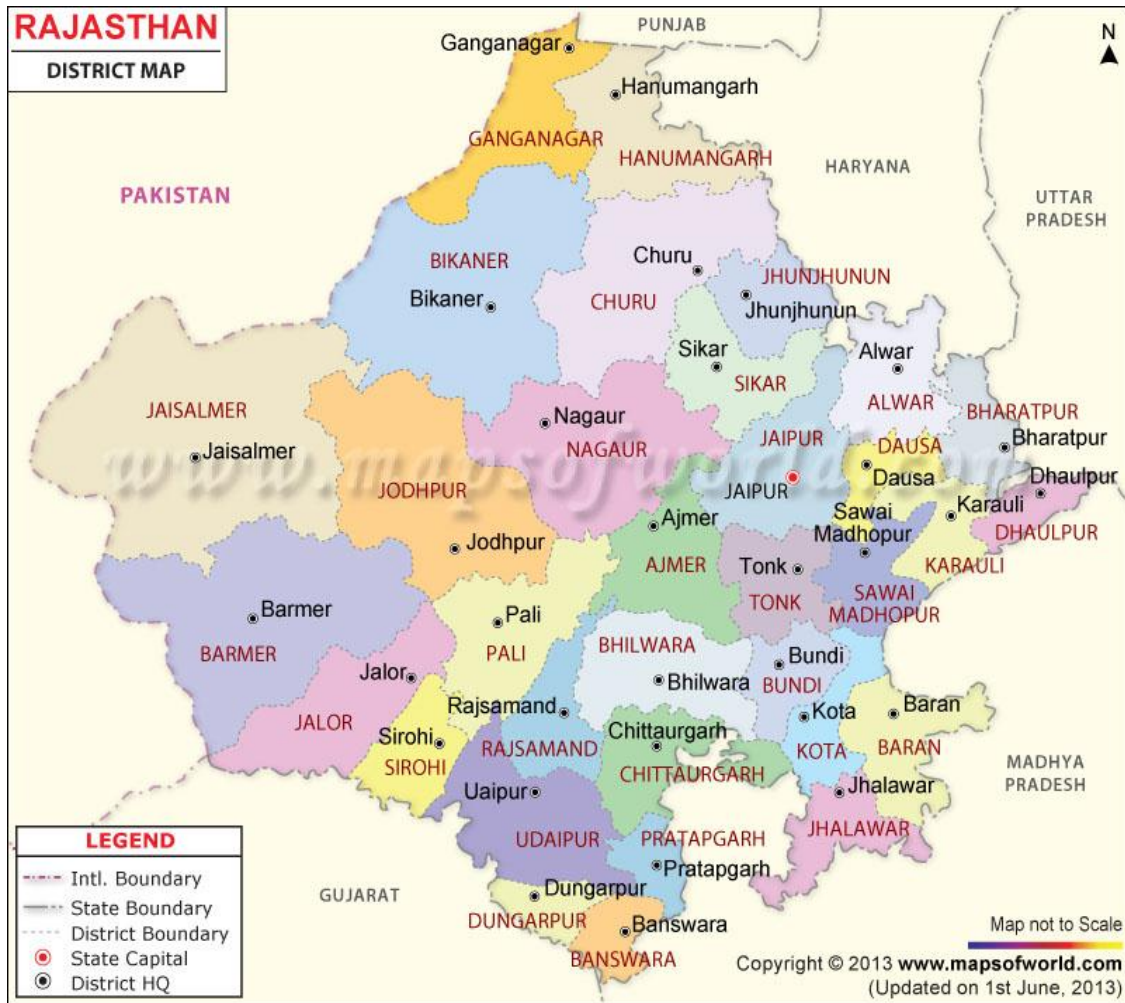 RAJASTHAN
DISTRICT MAP
PUNJAB
N
Ganganagar
Hanumangarh
GANGANAGAR
HANUMANGARH
HARYANA
PAKISTAN
UTTAR
PRADESH
BIKANER
Churu
JHUNJHUNUN
Bikaner
CHURU
Jhunjhunun
Sikar
Alwar
SIKAR
JAISALMER
ALWAR
BHARATPUR
Nagaur
NAGAUR
JAIPUR
DAUSA
Bharatpur
Jaisalmer
www.mapsofworld.com
Dausa
Dhaulpur
JODHPUR
JAIPUR
Karauli
Sawai
Madhopur
DHAULPUR
Ajmer
Jodhpur
AJMER
Tonk
KARAULI
TONK
SAWAI
MADHOPUR
Barmer
Pali
BARMER
PALI
BHILWARA
Bundi
BUNDI
Jalor
Bhilwara
JALOR
Rajsamand
Kota
Baran
Sirohi
RAJSAMAND
Chittaurgarh
KOTA
BARAN
SIROHI
CHITTAURGARH
MADHYA
PRADESH
Uaipur
Jhalawar
UDAIPUR
PRATAPGARH
JHALAWAR
Pratapgarh
GUJARAT
Dungarpur
DUNGARPUR
Banswara
BANSWARA
LEGEND
Intl. Boundary
State Boundary
District Boundary
State Capital
District HQ
Map not to Scale
Copyright © 2013 www.mapsofworld.com
(Updated on 1st June, 2013)